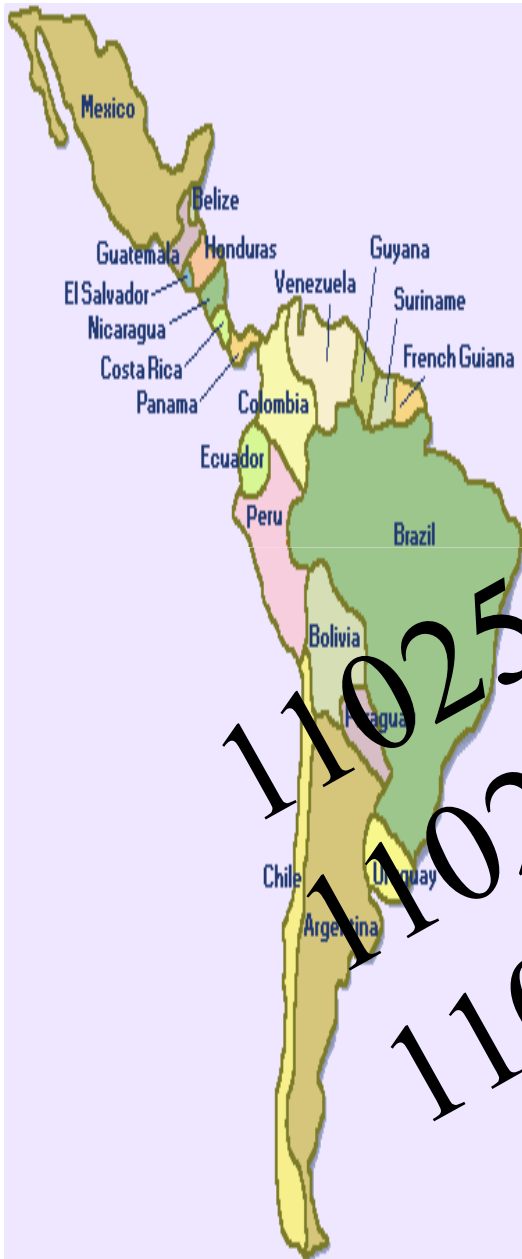 Mexico
Belize
Guatemala
Honduras
Guyana
El Salvador
Venezuela
Suriname
Nicaragua
French Guiana
Costa Rica
Panama
Colombia
Ecuador
Peru
Brazil
Bolivia
11025
Paraguay
Chile
Uruguay
Argentina